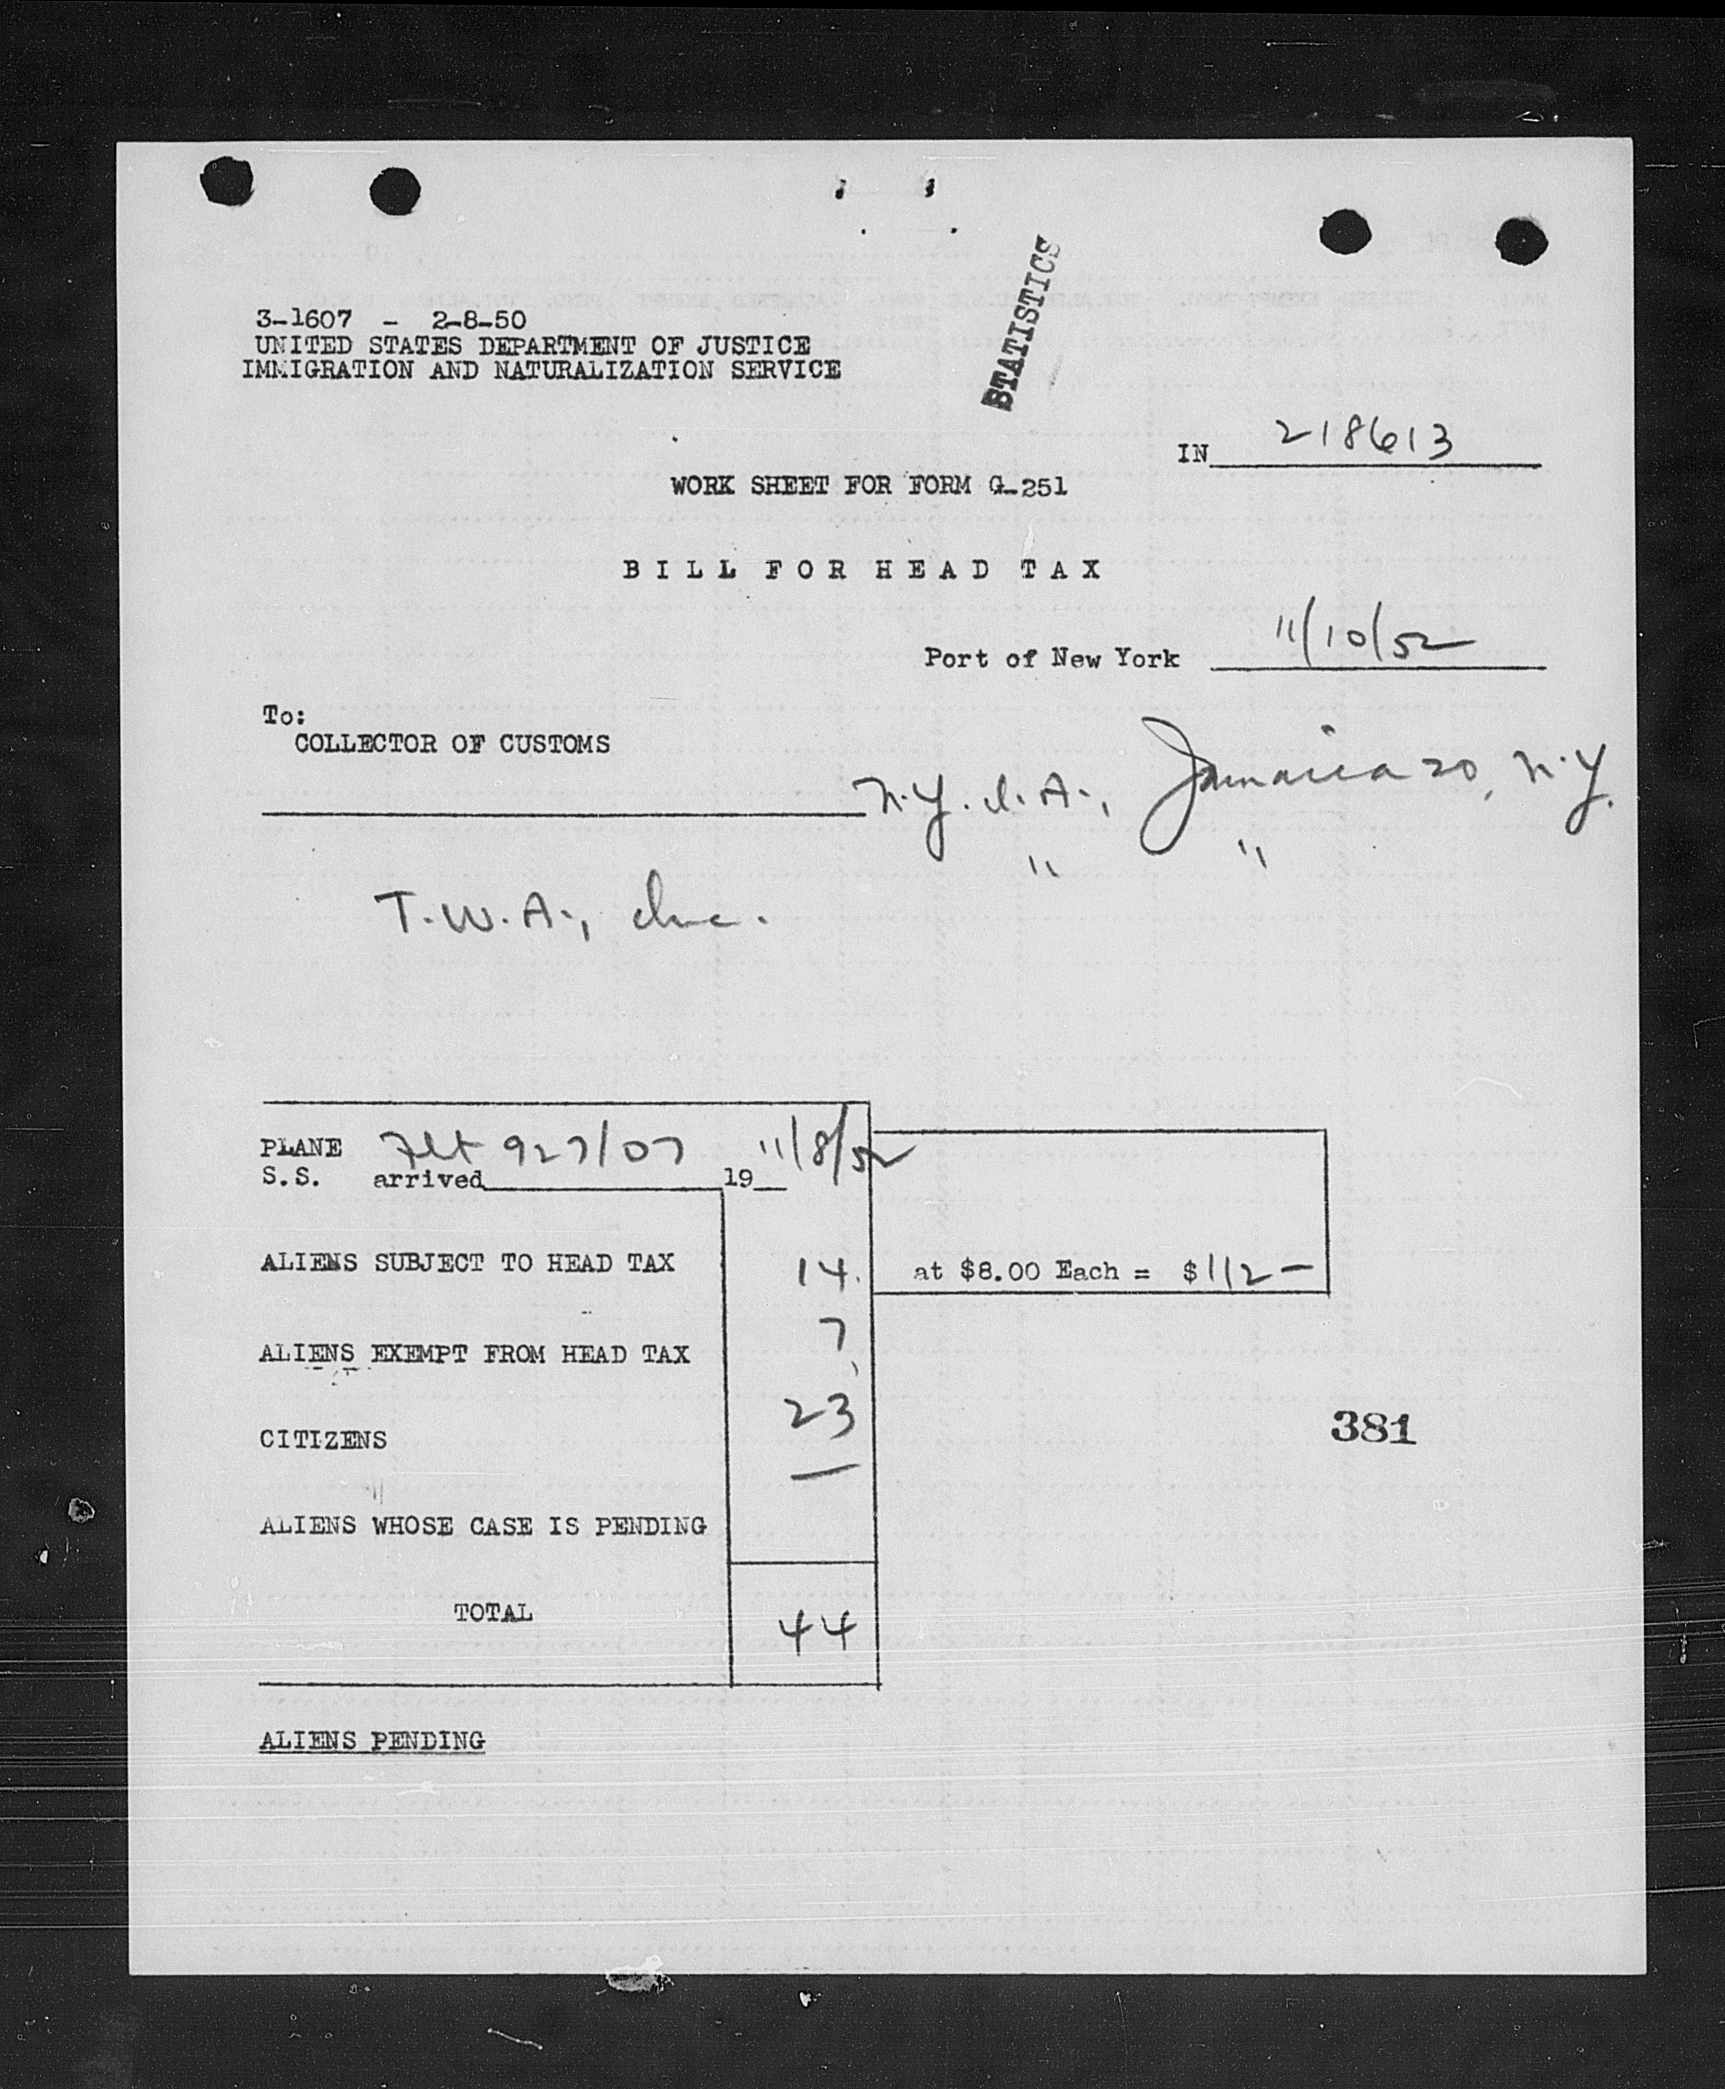 STATISTICS
3-1607 - 2-8-50
UNITED STATES DEPARTMENT OF JUSTICE
IMMIGRATION AND NATURALIZATION SERVICE
IN 218613
WORK SHEET FOR FORM G-251
BILL FOR HEAD TAX
Port of New York 11/10/52
To:
COLLECTOR OF CUSTOMS
N.Y.I.A., Jamaica 20, N.Y.
" "
T.W.A., Inc.
PLANE Flt 927/07 11/8/52
S.S. arrived 19
ALIENS SUBJECT TO HEAD TAX 14 at $8.00 Each = $112 —
ALIENS EXEMPT FROM HEAD TAX 7
CITIZENS 23
381
ALIENS WHOSE CASE IS PENDING —
TOTAL 44
ALIENS PENDING